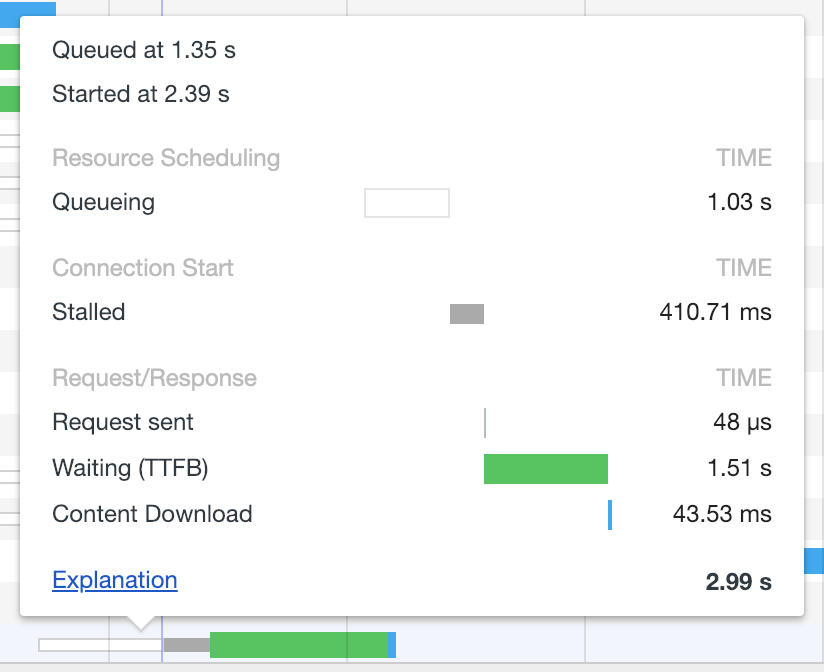 Queued at 1.35 s
Started at 2.39 s
Resource Scheduling TIME
Queueing 1.03 s
Connection Start TIME
Stalled 410.71 ms
Request/Response TIME
Request sent 48 µs
Waiting (TTFB) 1.51 s
Content Download 43.53 ms
Explanation 2.99 s